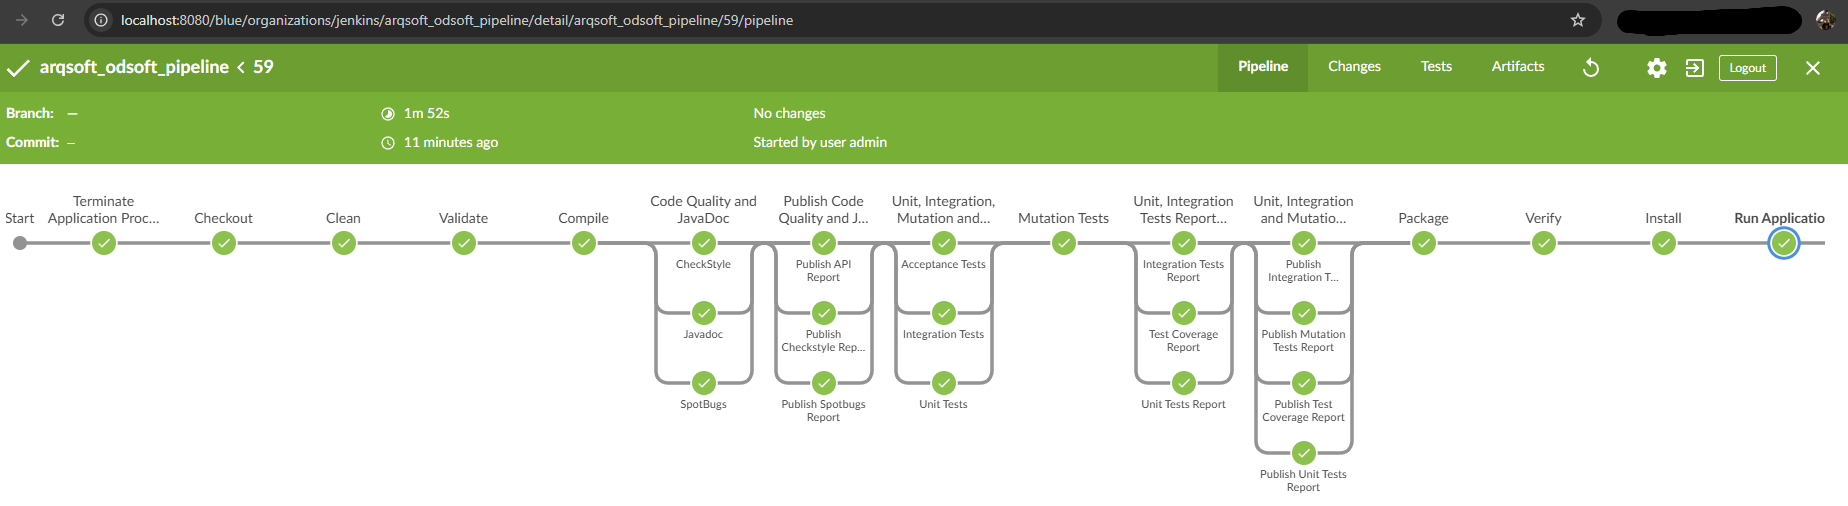 localhost:8080/blue/organizations/jenkins/arqsoft_odsoft_pipeline/detail/arqsoft_odsoft_pipeline/59/pipeline
arqsoft_odsoft_pipeline < 59
Pipeline
Changes
Tests
Artifacts
Logout
Branch: —
1m 52s
No changes
Commit: –
11 minutes ago
Started by user admin
Start
Terminate
Application Proc...
Checkout
Clean
Validate
Compile
Code Quality and
JavaDoc
Publish Code
Quality and J...
Unit, Integration,
Mutation and...
Mutation Tests
Unit, Integration
Tests Report...
Unit, Integration
and Mutatio...
Package
Verify
Install
Run Applicatio
CheckStyle
Javadoc
SpotBugs
Publish API
Report
Publish
Checkstyle Rep...
Publish Spotbugs
Report
Acceptance Tests
Integration Tests
Unit Tests
Integration Tests
Report
Test Coverage
Report
Unit Tests Report
Publish
Integration T...
Publish Mutation
Tests Report
Publish Test
Coverage Report
Publish Unit Tests
Report